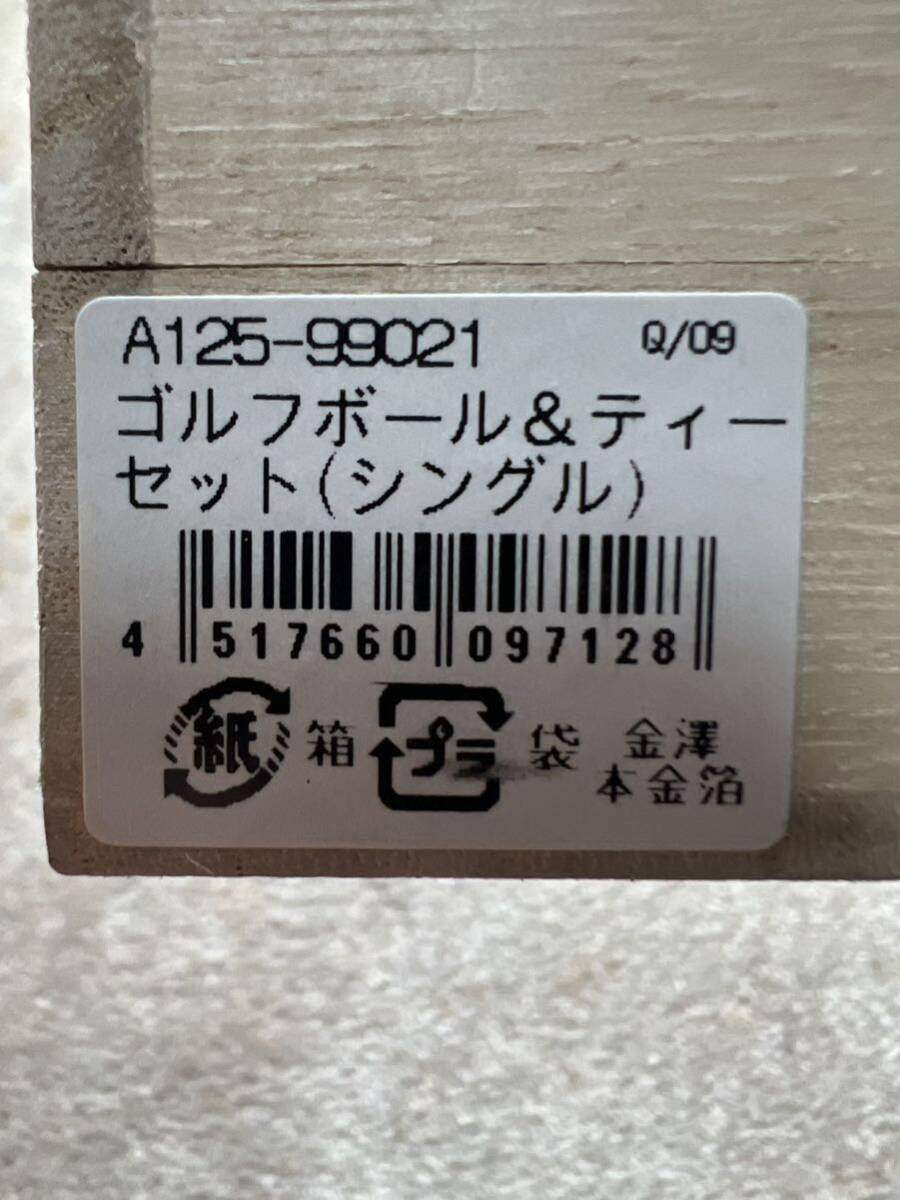 A125-99021 Q/09
ゴルフボール&ティー
セット(シングル)
4 517660 097128
紙 箱 プラ 袋 金澤
本金箔